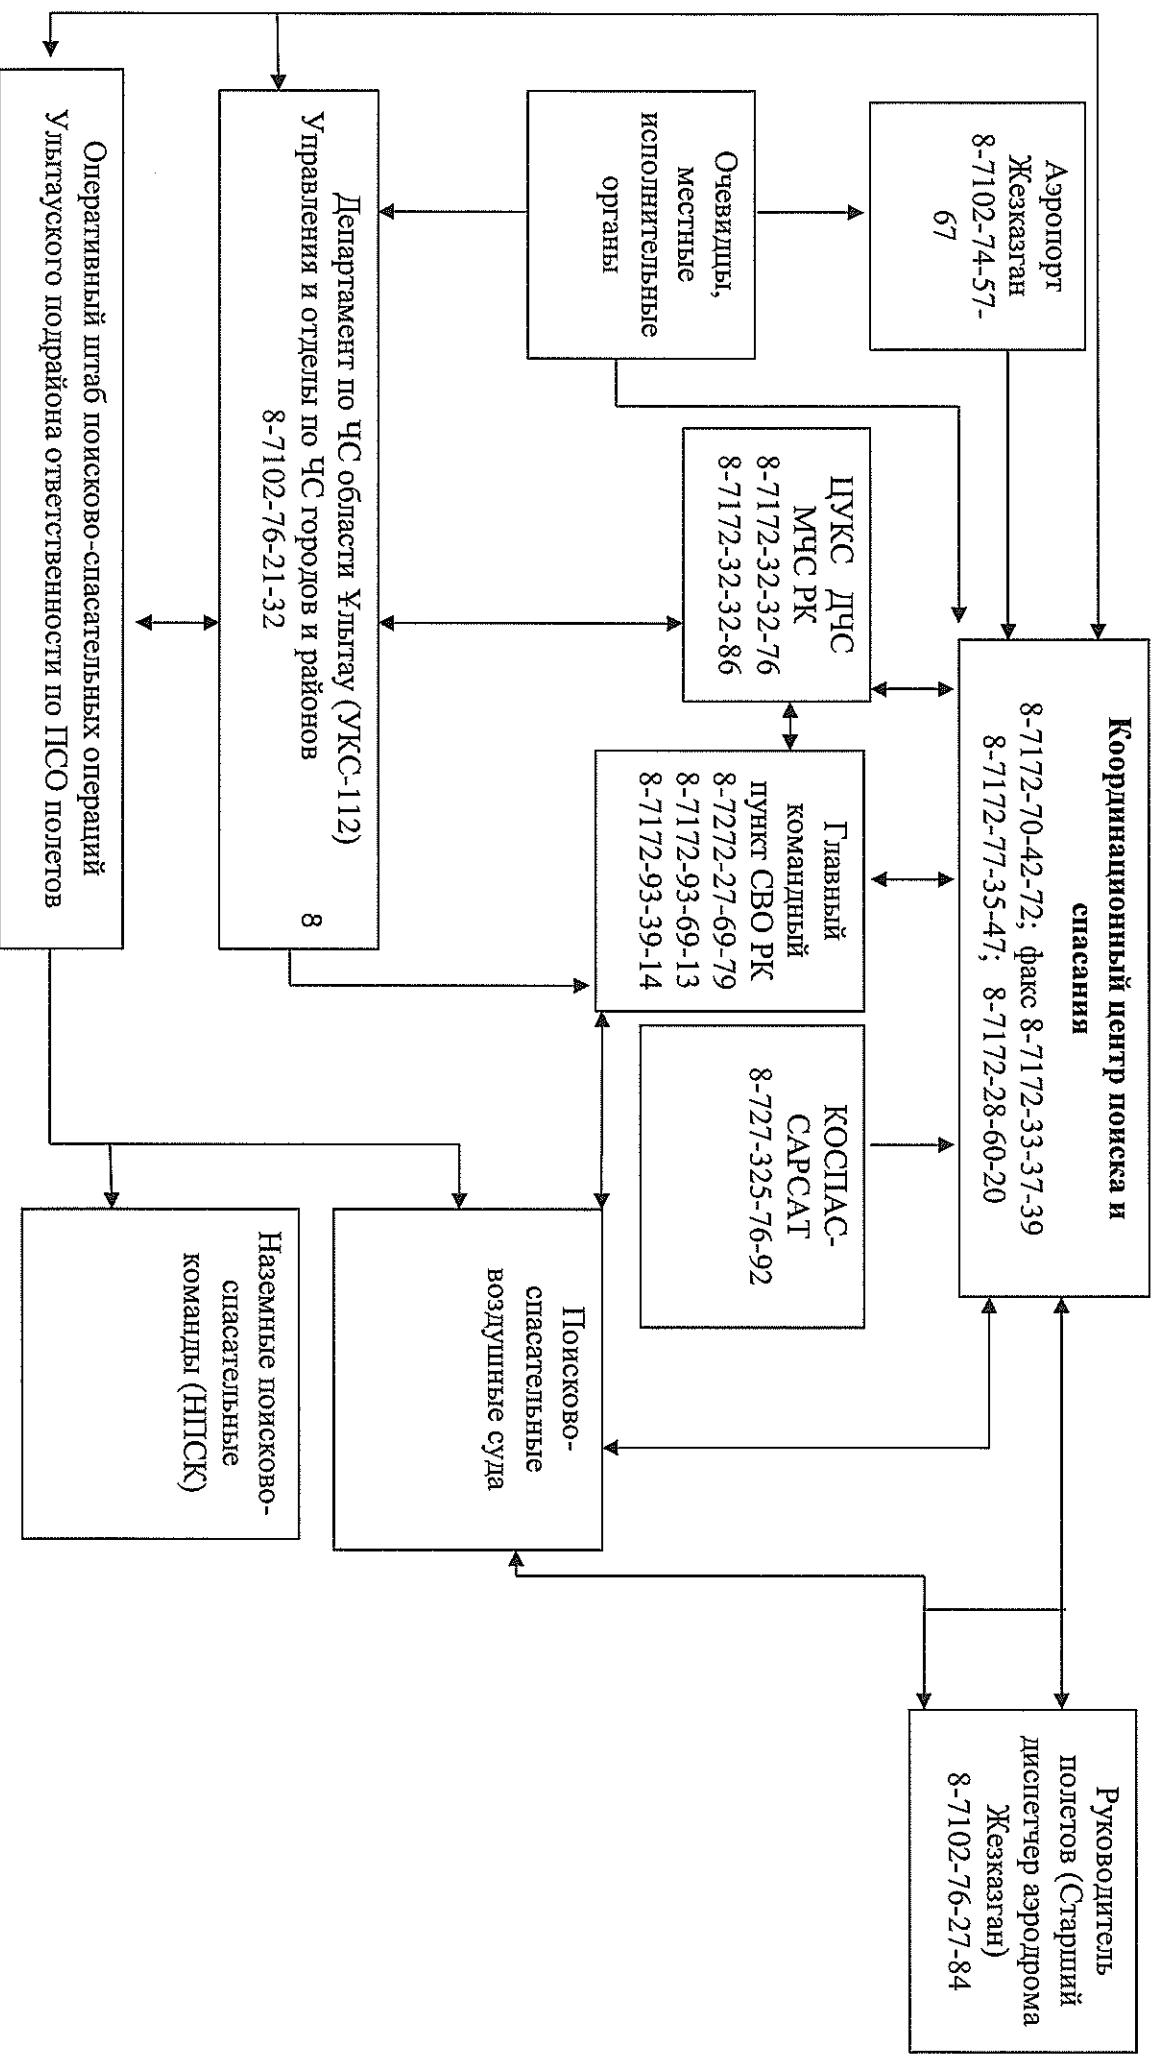 Координационный центр поиска и
спасания
8-7172-70-42-72; факс 8-7172-33-37-39
8-7172-77-35-47; 8-7172-28-60-20
Аэропорт
Жезказган
8-7102-74-57-
67
Руководитель
полетов (Старший
диспетчер аэродрома
Жезказган)
8-7102-76-27-84
Очевидцы,
местные
исполнительные
органы
ЦУКС ДЧС
МЧС РК
8-7172-32-32-76
8-7172-32-32-86
Главный
командный
пункт СВО РК
8-7272-27-69-79
8-7172-93-69-13
8-7172-93-39-14
КОСПАС-
САРСАТ
8-727-325-76-92
Департамент по ЧС области Ұлытау (УКС-112)
Управления и отделы по ЧС городов и районов 8
8-7102-76-21-32
Поисково-
спасательные
воздушные суда
Оперативный штаб поисково-спасательных операций
Улытауского подрайона ответственности по ПСО полетов
Наземные поисково-
спасательные
команды (НПСК)